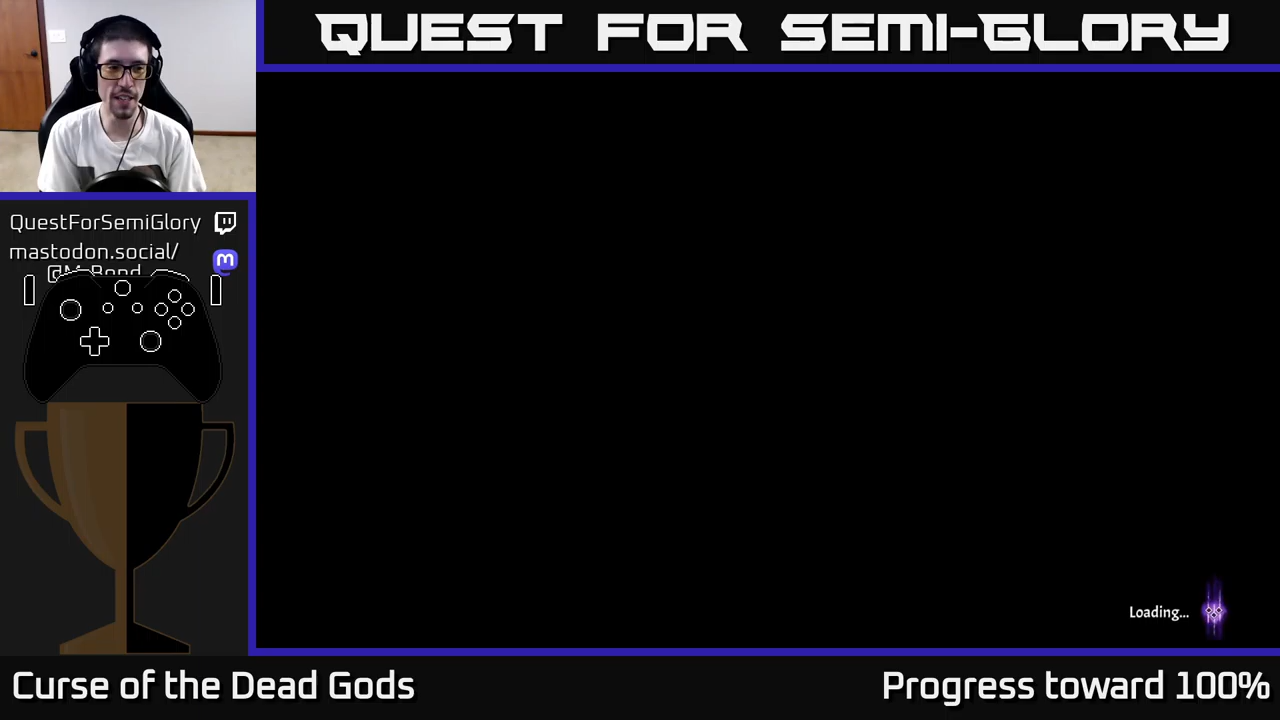 QUEST FOR SEMI-GLORY
QuestForSemiGlory
mastodon.social/
Loading...
Curse of the Dead Gods
Progress toward 100%